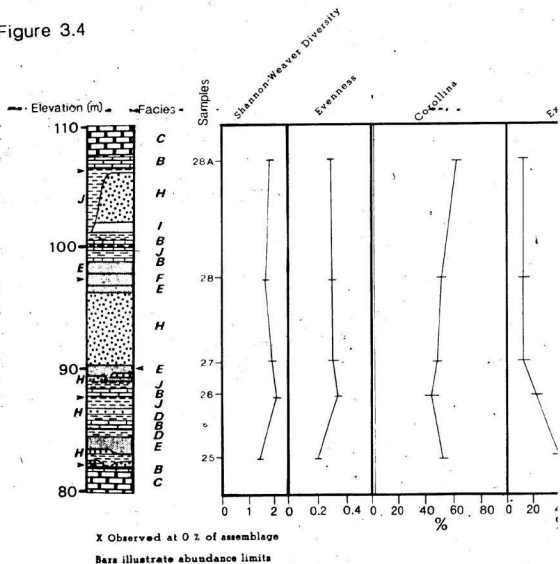 Figure 3.4
Shannon-Weaver Diversity
Evenness
Corollina
Samples
Elevation (m)
Facies
110
C
B
28A
J
H
I
100
B
J
B
E
F
28
E
H
90
E
27
H
J
B
26
J
H
D
B
D
E
H
B
25
C
80
0 1 2 0 0.2 0.4 0 20 40 60 80 0 20
%
X Observed at 0 % of assemblage
Bars illustrate abundance limits